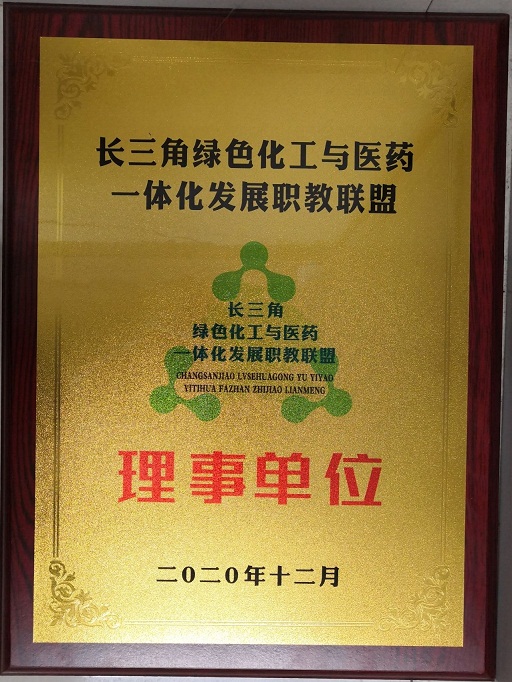 长三角绿色化工与医药
一体化发展职教联盟
长三角
绿色化工与医药
一体化发展职教联盟
CHANGSANJIAO LVSEHUAGONG YU YIYAO
YITIHUA FAZHAN ZHIJIAO LIANMENG
理事单位
二0二0年十二月